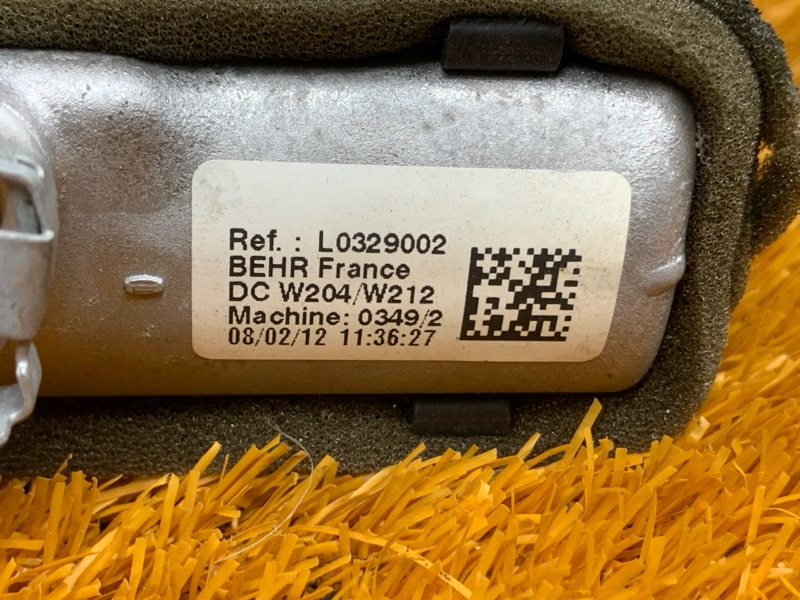 Ref. : L0329002
BEHR France
DC W204/W212
Machine: 0349/2
08/02/12 11:36:27